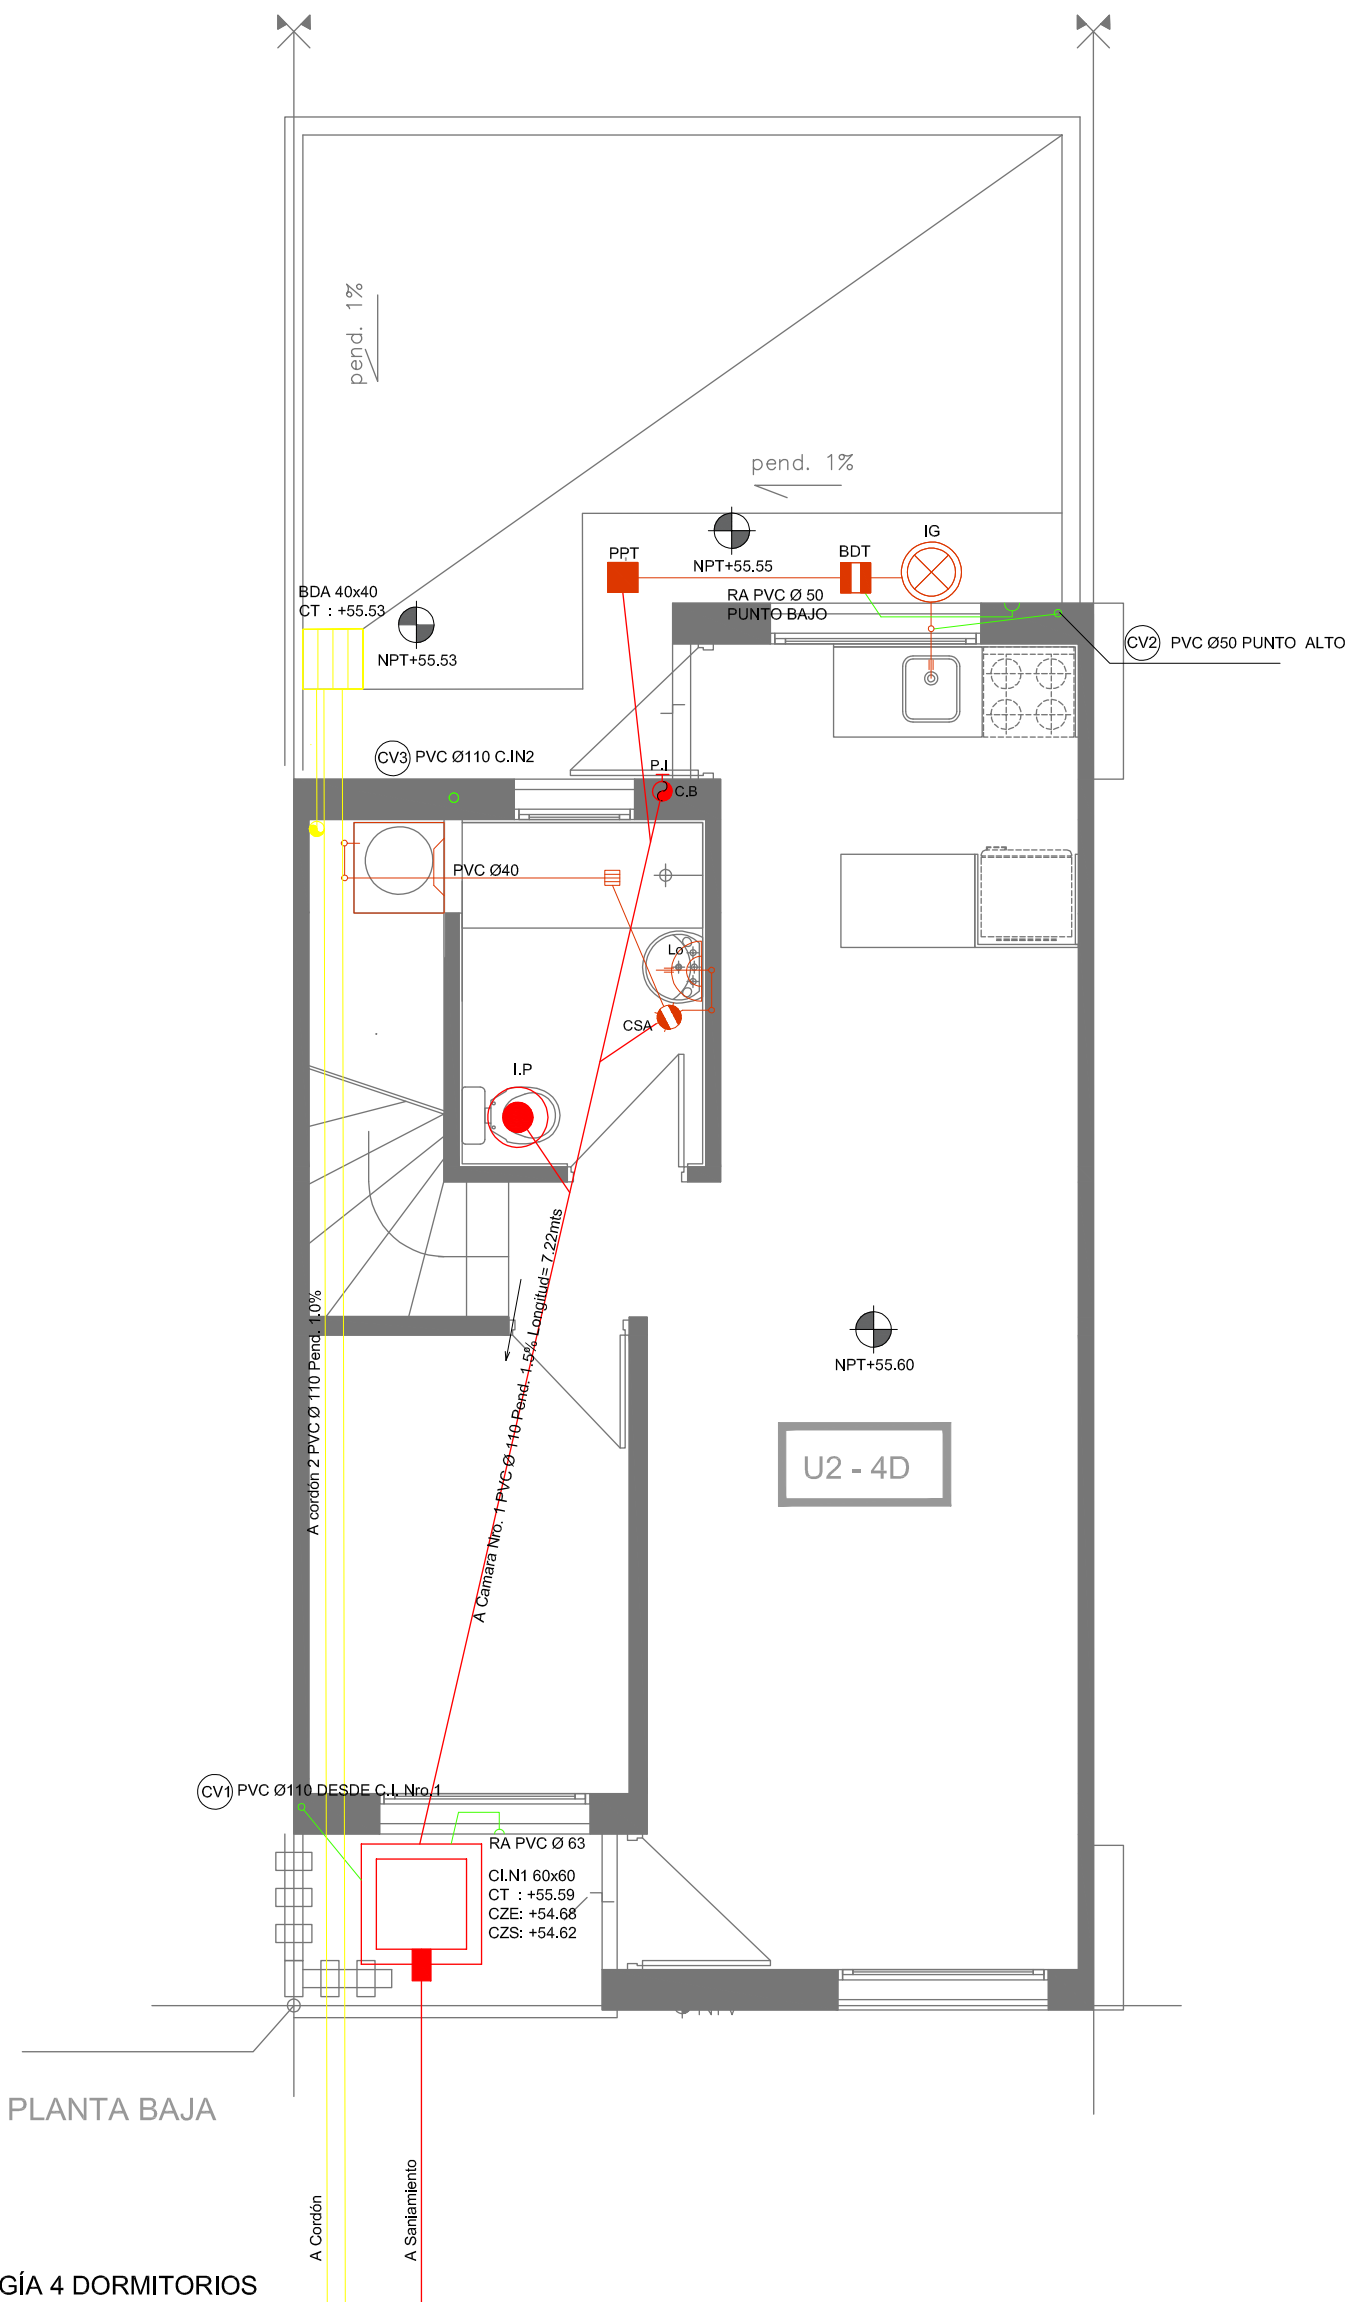 pend. 1%
pend. 1%
IG
PPT
BDT
NPT+55.55
BDA 40x40
CT : +55.53
RA PVC Ø 50
PUNTO BAJO
NPT+55.53
CV2 PVC Ø50 PUNTO ALTO
CV3 PVC Ø110 C.IN2
P.I
C.B
PVC Ø40
Lo
CSA
I.P
A Camara Nro. 1 PVC Ø 110 Pend. 1.5% Longitud= 7.22mts
A cordón 2 PVC Ø 110 Pend. 1.0%
NPT+55.60
U2 - 4D
CV1 PVC Ø110 DESDE C.I. Nro.1
RA PVC Ø 63
CI.N1 60x60
CT : +55.59
CZE: +54.68
CZS: +54.62
PLANTA BAJA
A Cordón
A Saniamiento
GÍA 4 DORMITORIOS